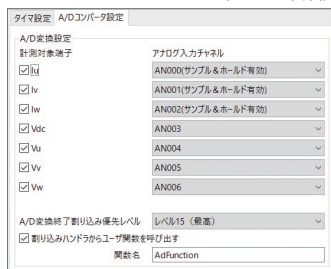 タイマ設定 A/Dコンバータ設定
A/D変換設定
計測対象端子 アナログ入力チャネル
Iu AN000(サンプル＆ホールド有効)
Iv AN001(サンプル＆ホールド有効)
Iw AN002(サンプル＆ホールド有効)
Vdc AN003
Vu AN004
Vv AN005
Vw AN006
A/D変換終了割り込み優先レベル レベル15（最高）
割り込みハンドラからユーザ関数を呼び出す
関数名 AdFunction